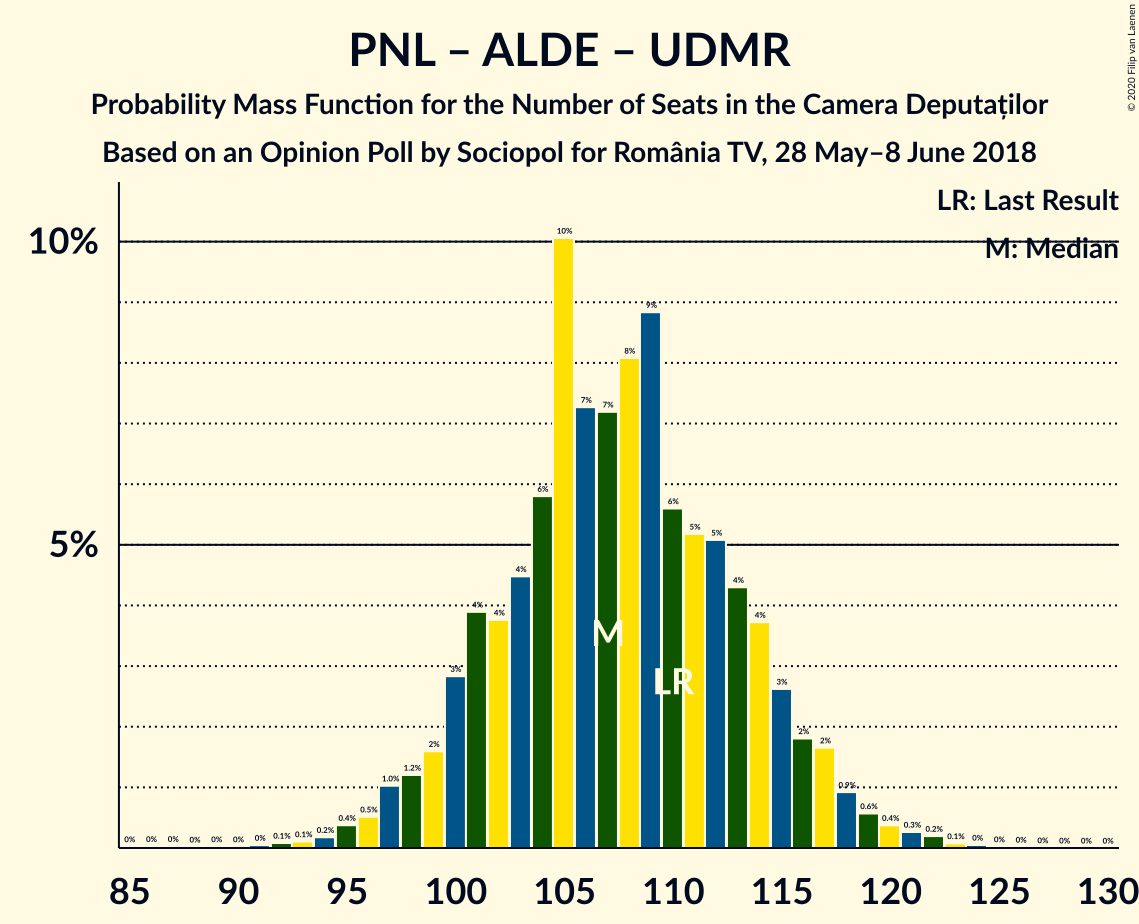 PNL – ALDE – UDMR
Probability Mass Function for the Number of Seats in the Camera Deputaților
Based on an Opinion Poll by Sociopol for România TV, 28 May–8 June 2018
© 2020 Filip van Laenen
LR: Last Result
M: Median
10%
5%
0% 0% 0% 0% 0% 0% 0% 0.1% 0.1% 0.2% 0.4% 0.5% 1.0% 1.2% 2% 3% 4% 4% 4% 6% 10% 7% 7% 8% 9% 6% 5% 5% 4% 4% 3% 2% 2% 0.9% 0.6% 0.4% 0.3% 0.2% 0.1% 0% 0% 0% 0% 0% 0% 0%
M
LR
85 90 95 100 105 110 115 120 125 130